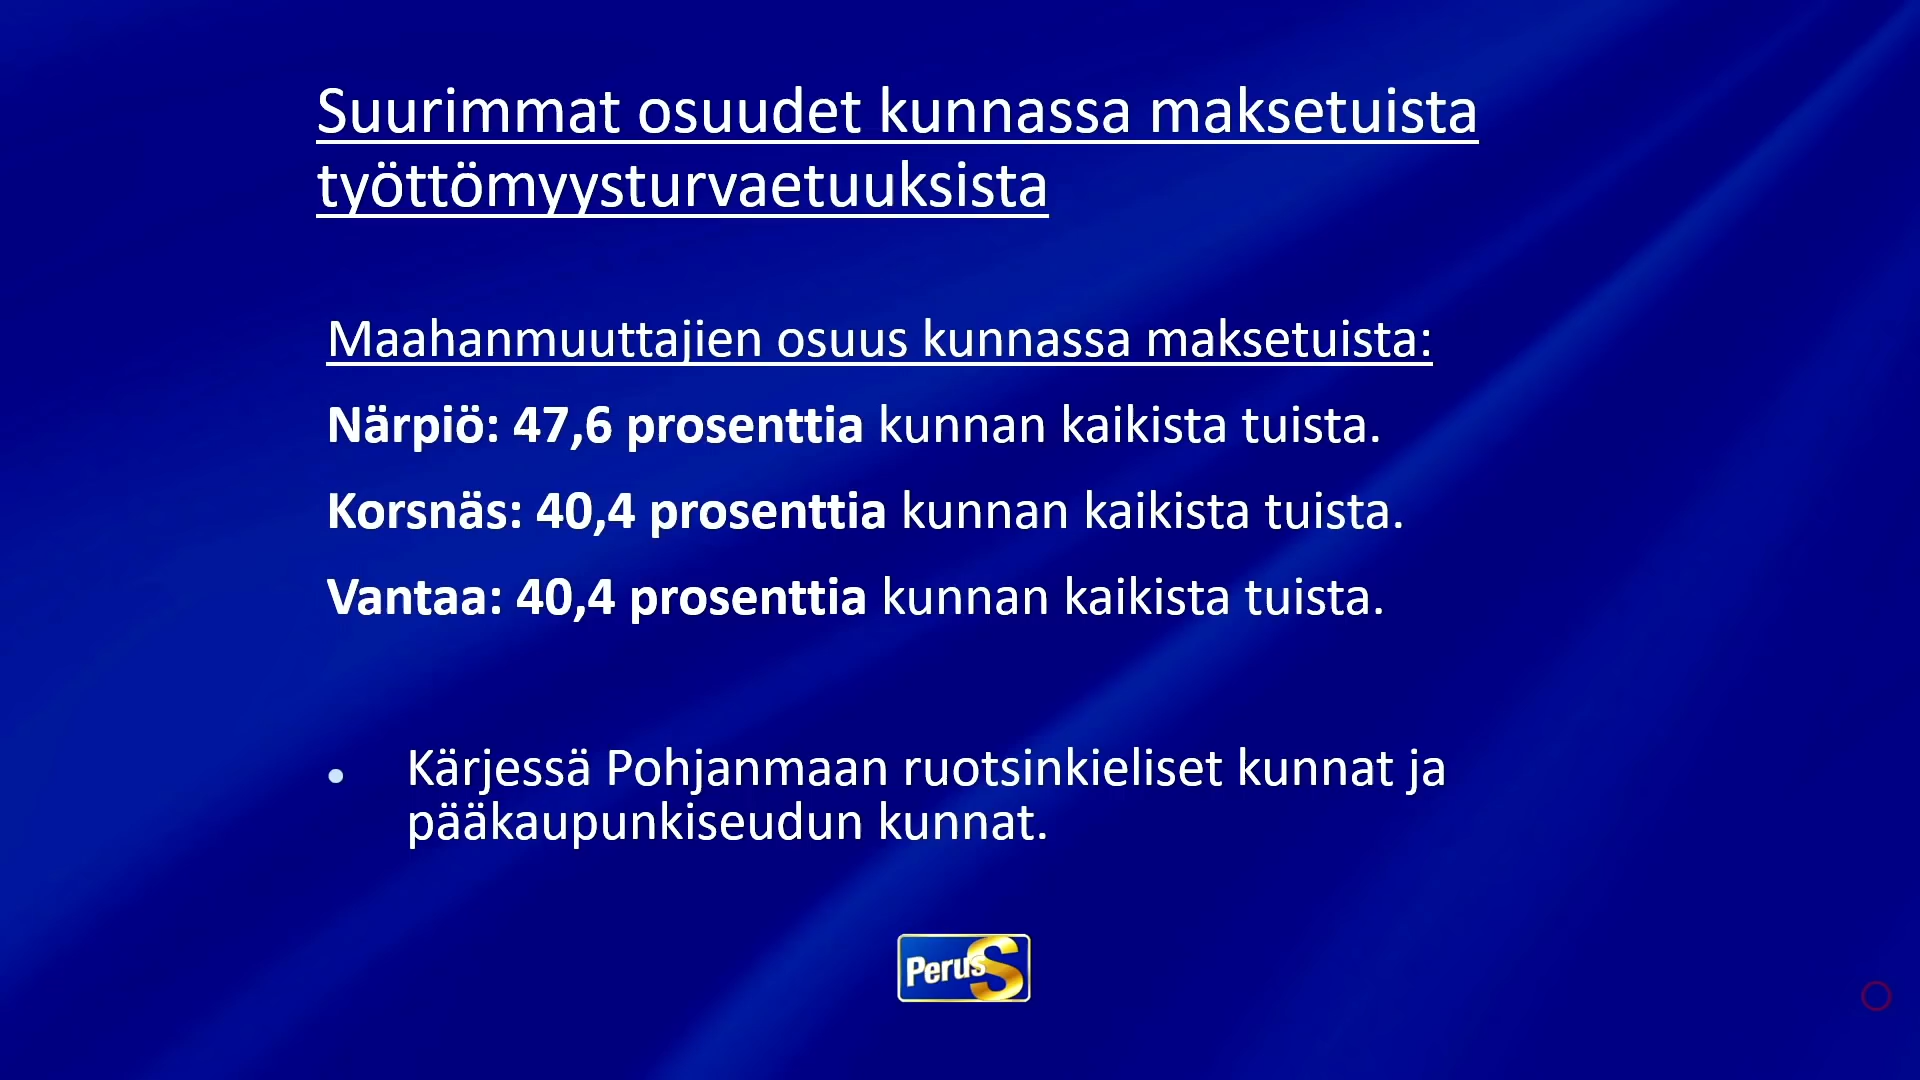 Suurimmat osuudet kunnassa maksetuista
työttömyysturvaetuuksista
Maahanmuuttajien osuus kunnassa maksetuista:
Närpiö: 47,6 prosenttia kunnan kaikista tuista.
Korsnäs: 40,4 prosenttia kunnan kaikista tuista.
Vantaa: 40,4 prosenttia kunnan kaikista tuista.
• Kärjessä Pohjanmaan ruotsinkieliset kunnat ja
pääkaupunkiseudun kunnat.
PerusS